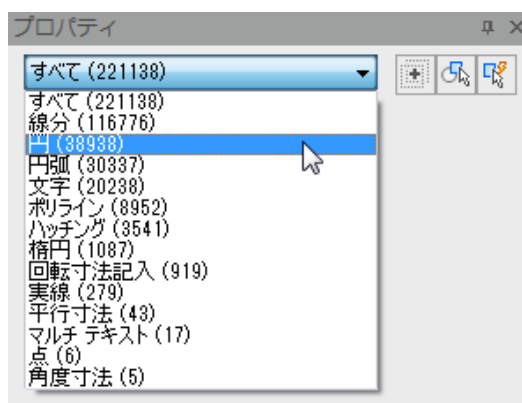 プロパティ
すべて (221138)
すべて (221138)
線分 (116776)
円 (38938)
円弧 (30337)
文字 (20238)
ポリライン (8952)
ハッチング (3541)
楕円 (1087)
回転寸法記入 (919)
実線 (279)
平行寸法 (43)
マルチ テキスト (17)
点 (6)
角度寸法 (5)